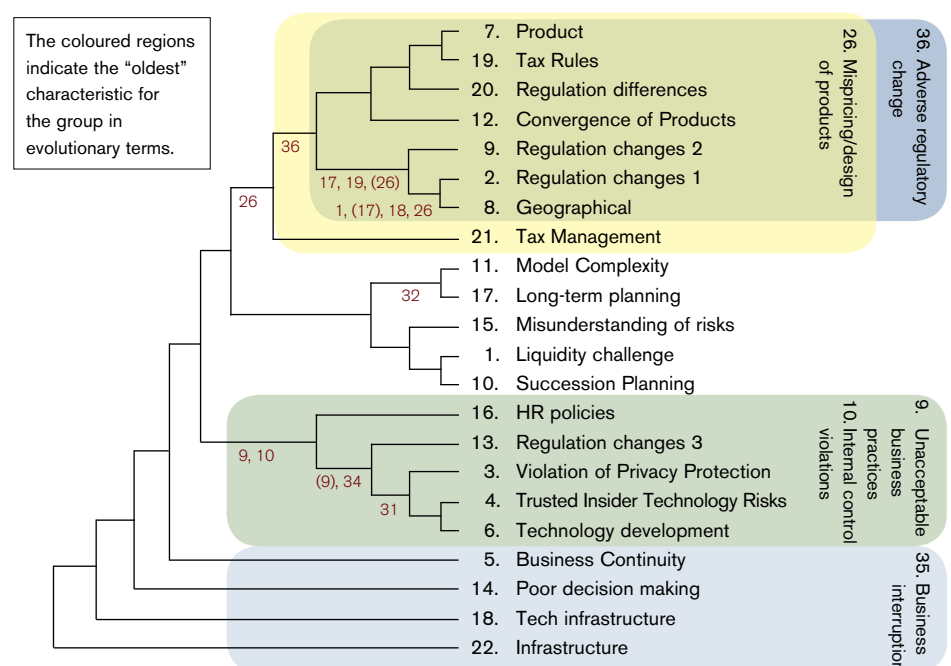 The coloured regions
indicate the “oldest”
characteristic for
the group in
evolutionary terms.
7. Product
19. Tax Rules
20. Regulation differences
12. Convergence of Products
9. Regulation changes 2
2. Regulation changes 1
8. Geographical
21. Tax Management
11. Model Complexity
17. Long-term planning
15. Misunderstanding of risks
1. Liquidity challenge
10. Succession Planning
16. HR policies
13. Regulation changes 3
3. Violation of Privacy Protection
4. Trusted Insider Technology Risks
6. Technology development
5. Business Continuity
14. Poor decision making
18. Tech infrastructure
22. Infrastructure
36
17, 19, (26)
1, (17), 18, 26
26
32
9, 10
(9), 34
31
26. Mispricing/design
of products
36. Adverse regulatory
change
9. Unacceptable
business
practices
10. Internal control
violations
35. Business
interruption